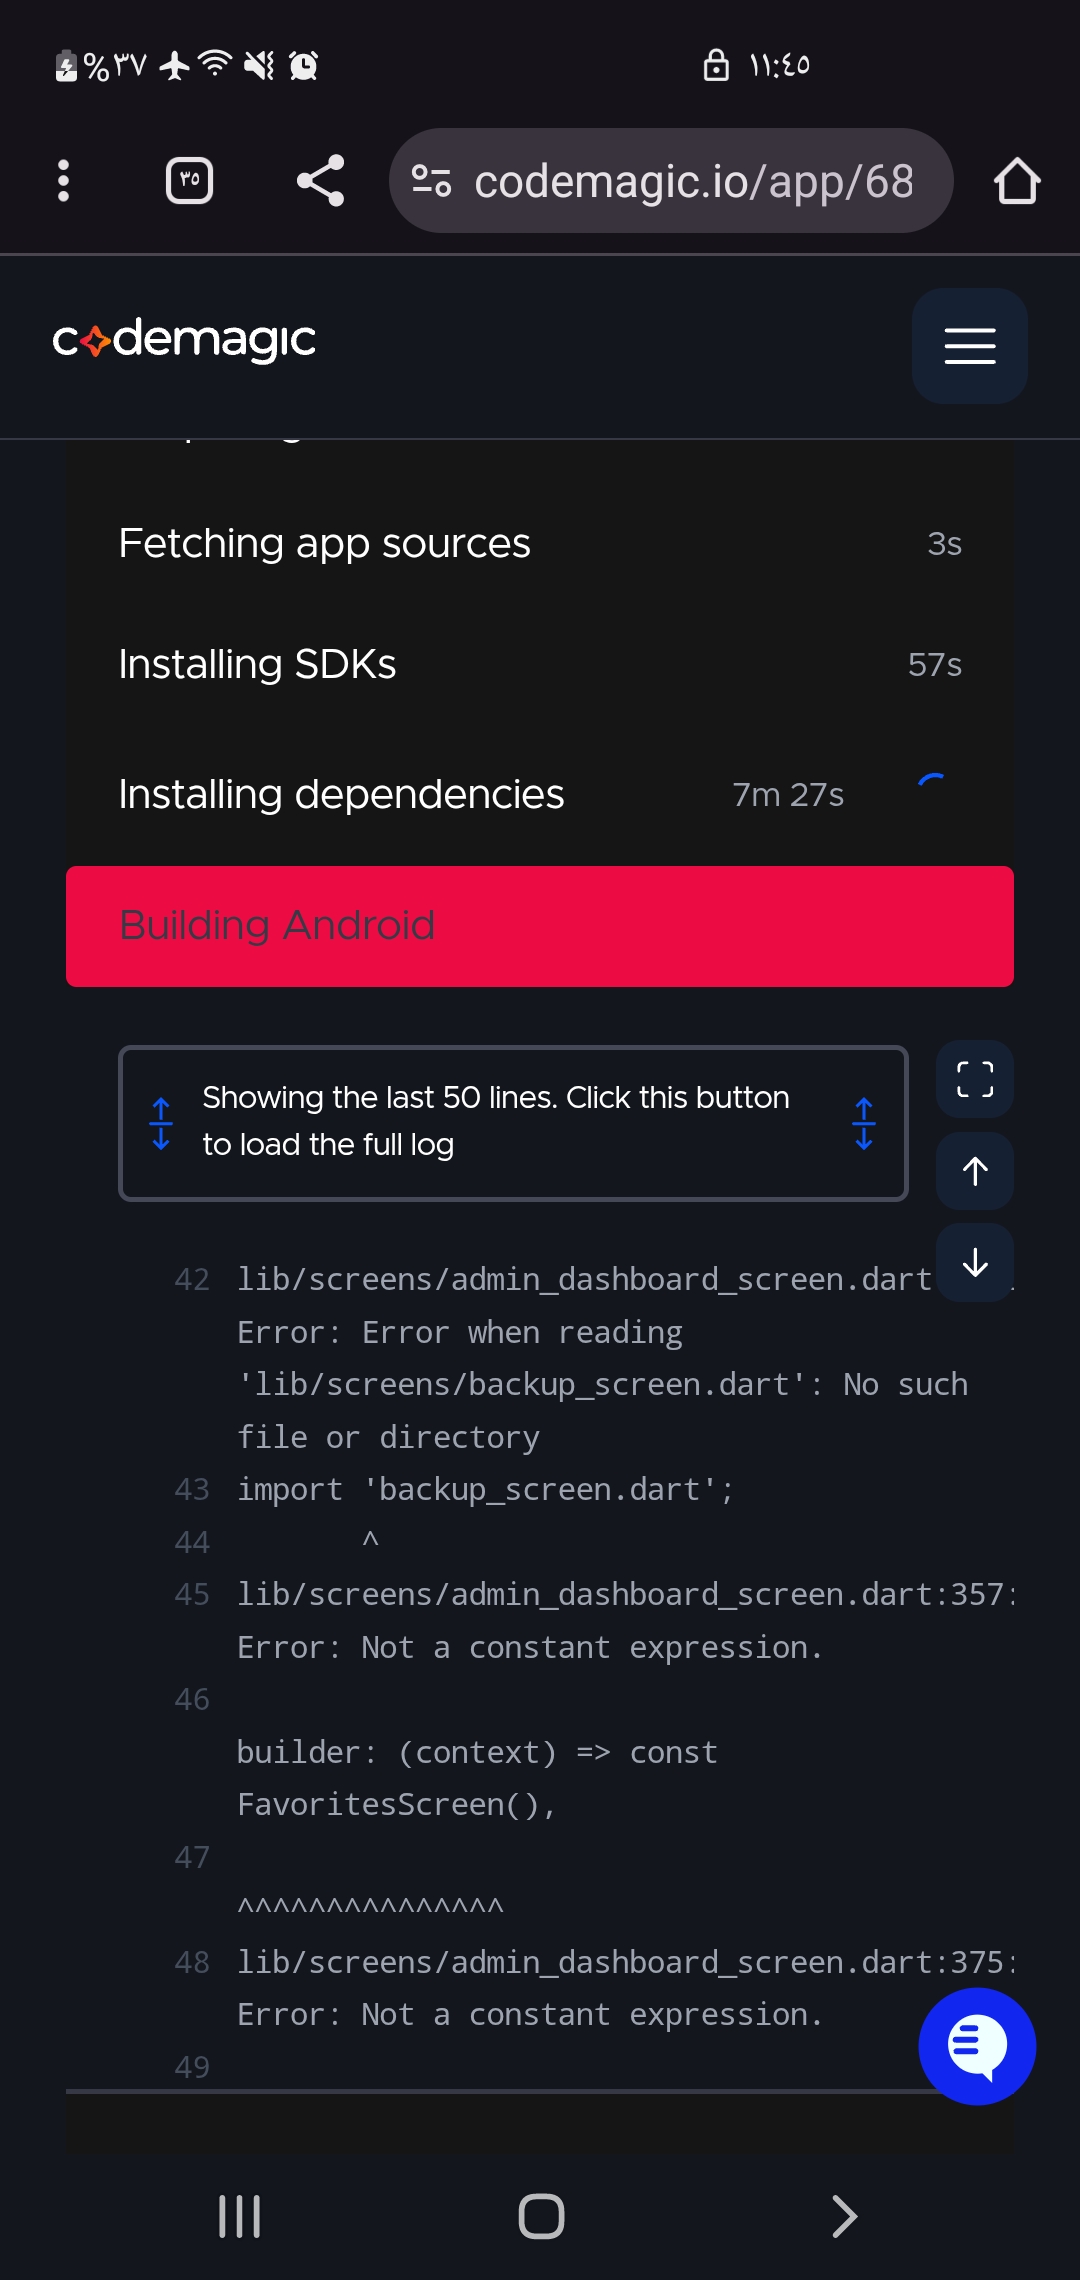 %٣٧
١١:٤٥
٣٥
codemagic.io/app/68
codemagic
Fetching app sources 3s
Installing SDKs 57s
Installing dependencies 7m 27s
Building Android
Showing the last 50 lines. Click this button
to load the full log
42 lib/screens/admin_dashboard_screen.dart
Error: Error when reading
'lib/screens/backup_screen.dart': No such
file or directory
43 import 'backup_screen.dart';
44 ^
45 lib/screens/admin_dashboard_screen.dart:357:
Error: Not a constant expression.
46
builder: (context) => const
FavoritesScreen(),
47
^^^^^^^^^^^^^^^
48 lib/screens/admin_dashboard_screen.dart:375:
Error: Not a constant expression.
49